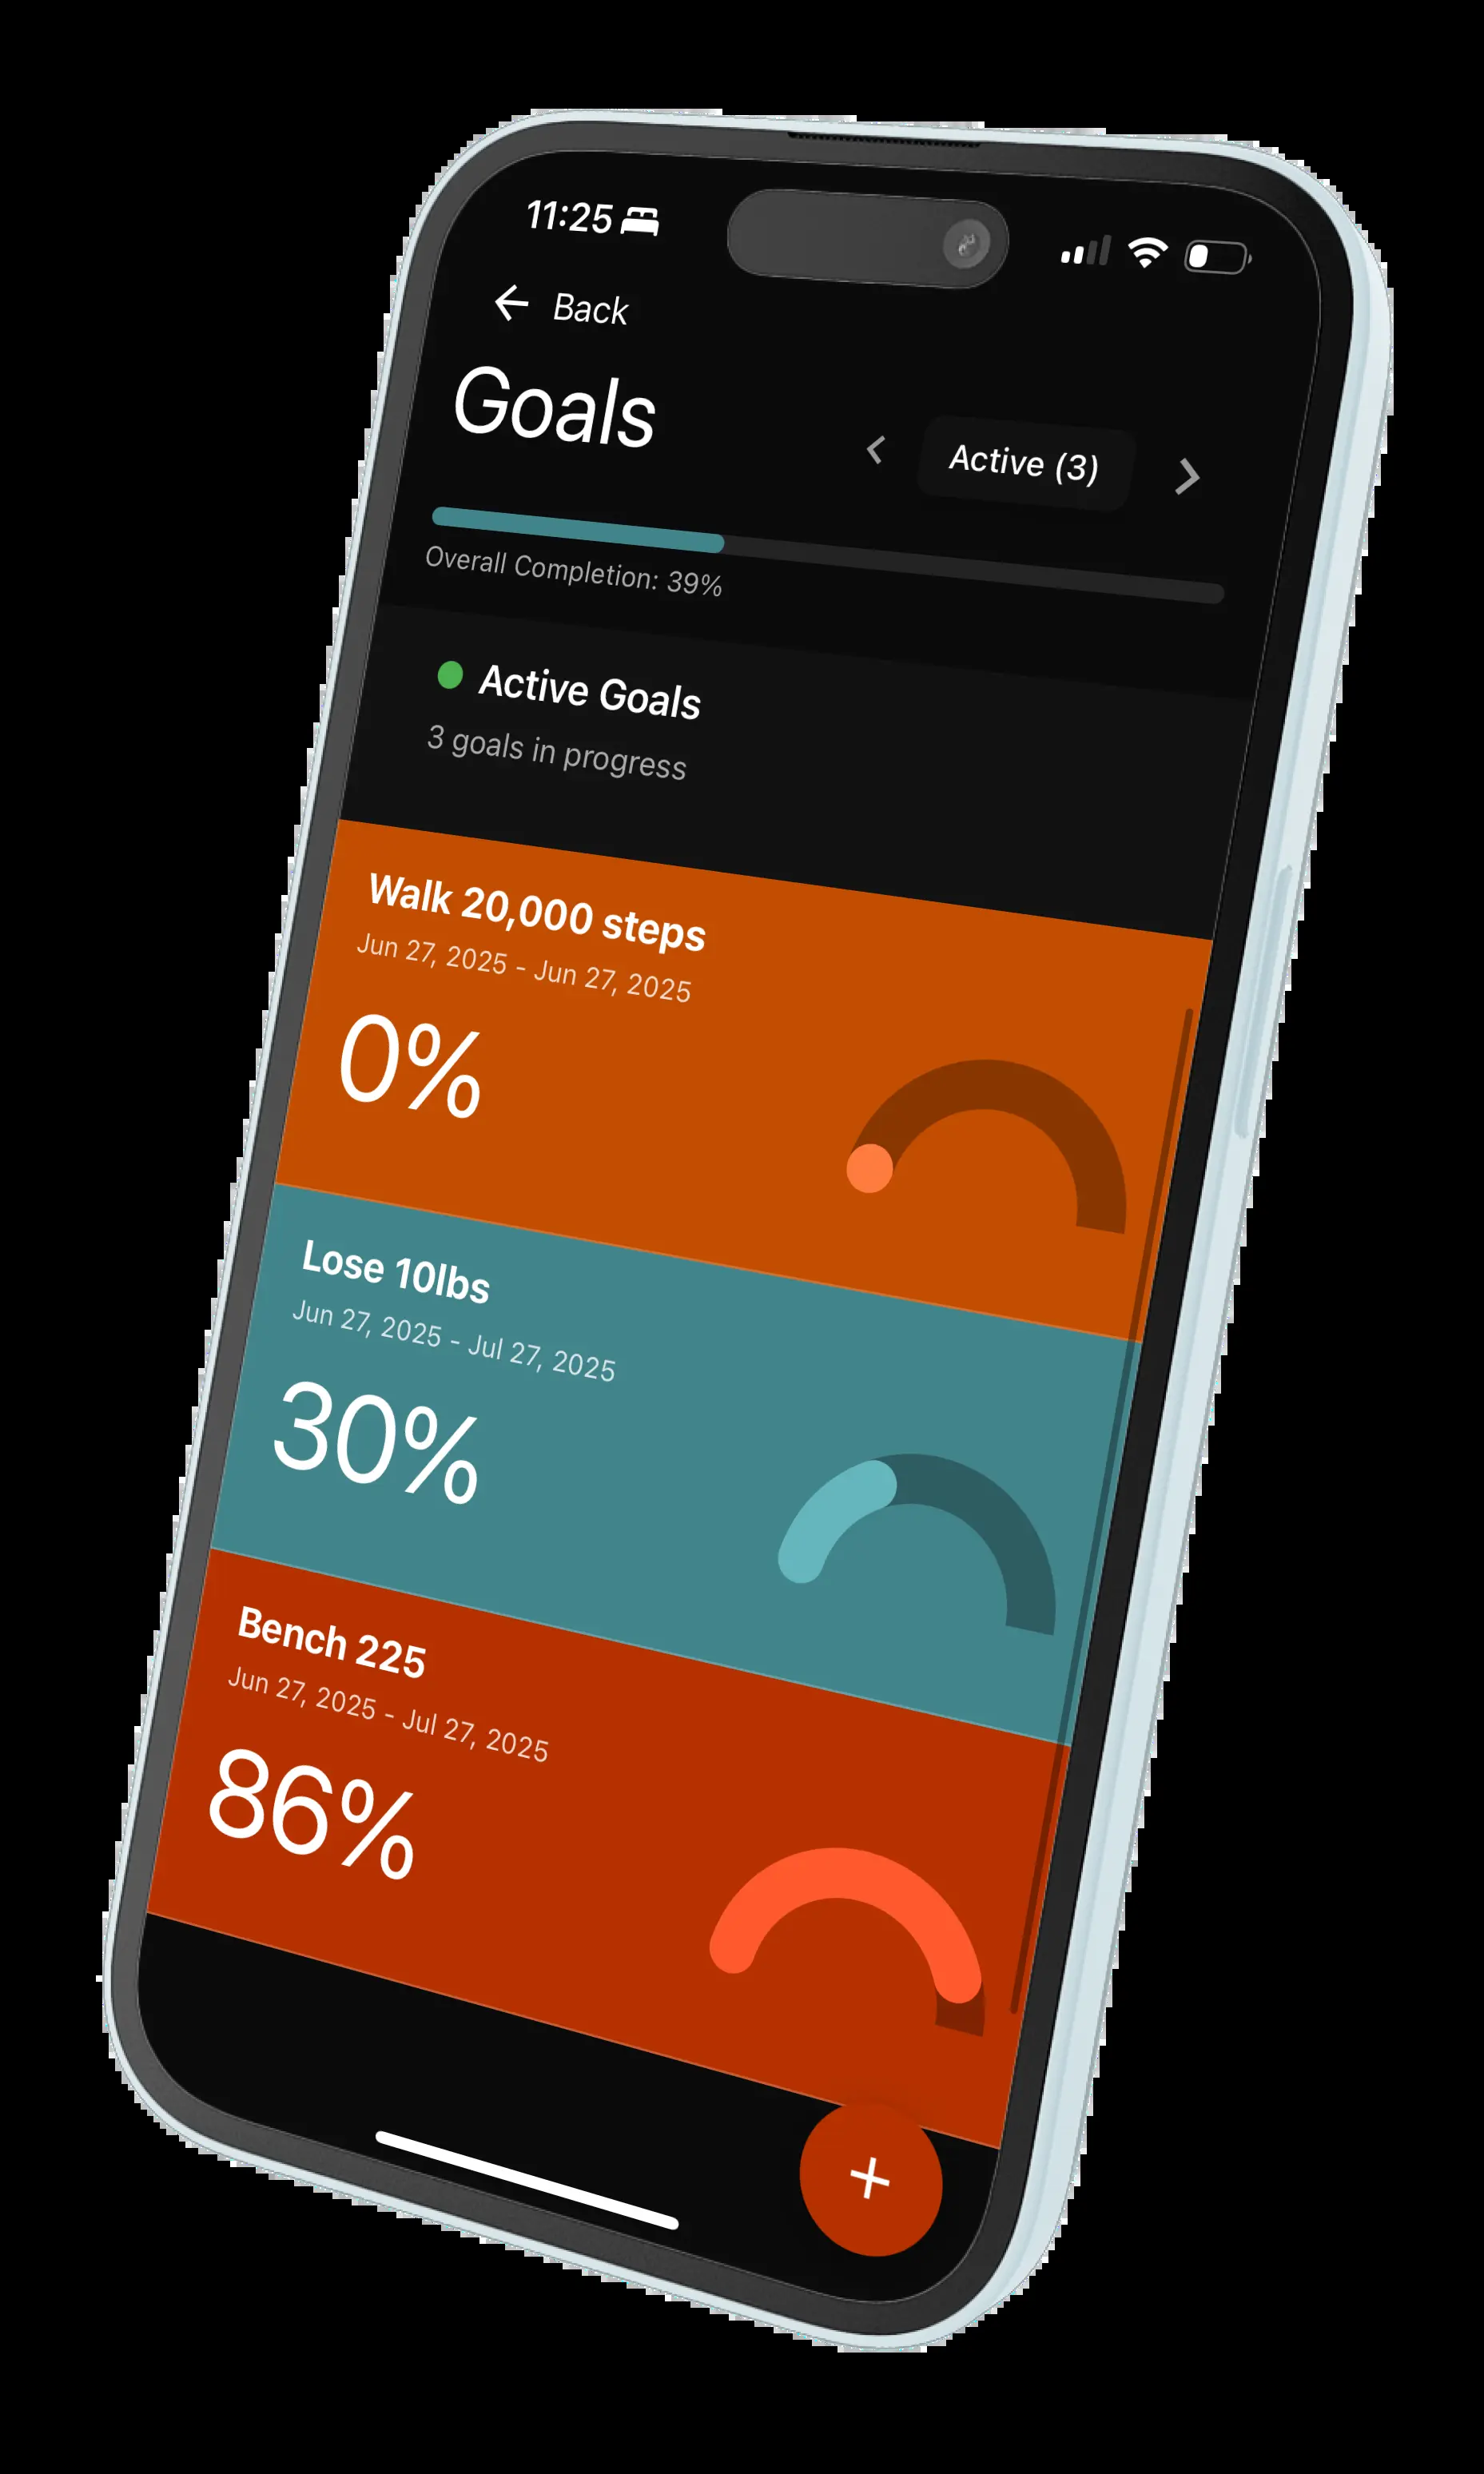 11:25
Back
Goals
Active (3)
Overall Completion: 39%
Active Goals
3 goals in progress
Walk 20,000 steps
Jun 27, 2025 - Jun 27, 2025
0%
Lose 10lbs
Jun 27, 2025 - Jul 27, 2025
30%
Bench 225
Jun 27, 2025 - Jul 27, 2025
86%
+